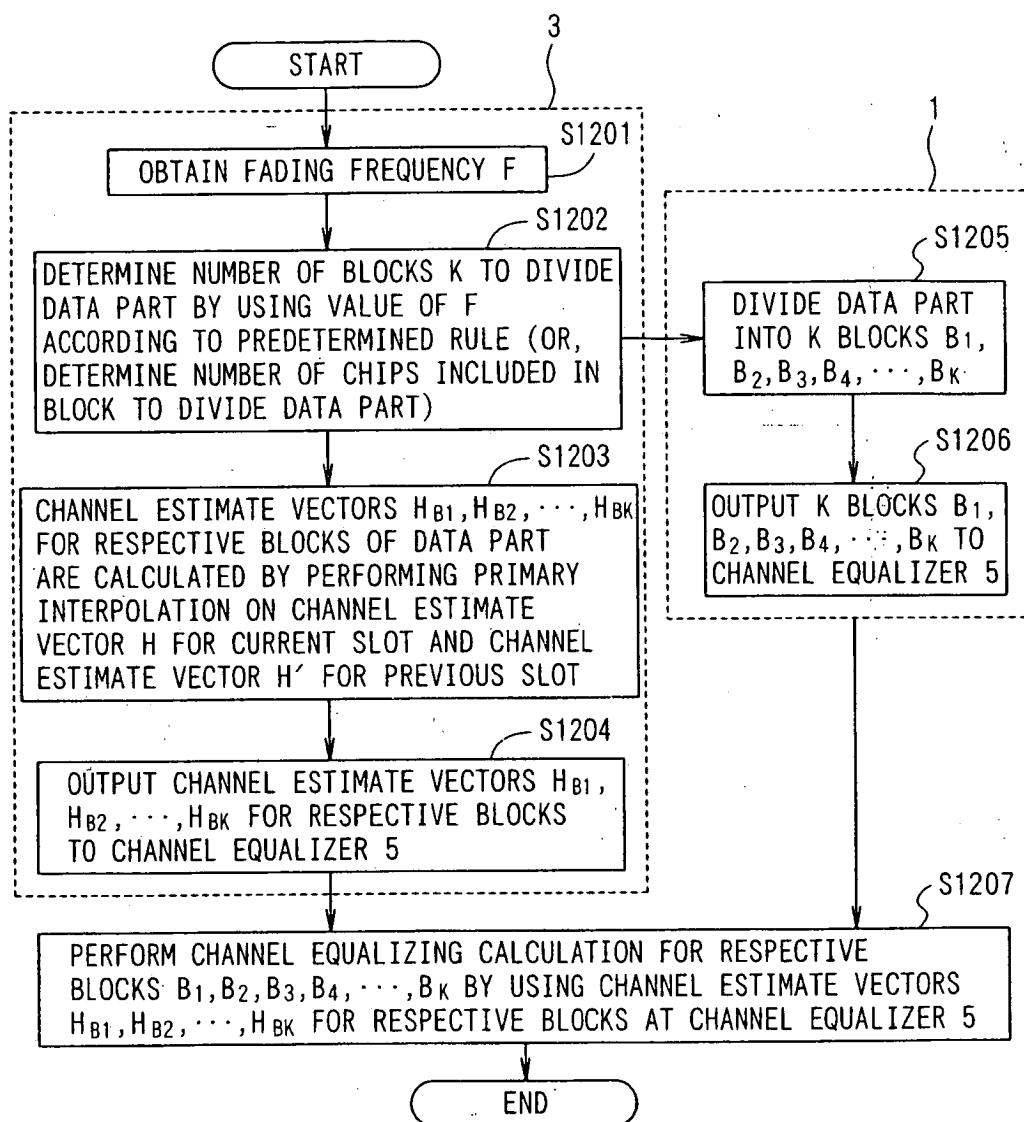 3
START
1
S1201
OBTAIN FADING FREQUENCY F
S1202
DETERMINE NUMBER OF BLOCKS K TO DIVIDE
DATA PART BY USING VALUE OF F
ACCORDING TO PREDETERMINED RULE (OR,
DETERMINE NUMBER OF CHIPS INCLUDED IN
BLOCK TO DIVIDE DATA PART)
S1205
DIVIDE DATA PART
INTO K BLOCKS B1,
B2,B3,B4,···,BK
S1203
CHANNEL ESTIMATE VECTORS HB1,HB2,···,HBK
FOR RESPECTIVE BLOCKS OF DATA PART
ARE CALCULATED BY PERFORMING PRIMARY
INTERPOLATION ON CHANNEL ESTIMATE
VECTOR H FOR CURRENT SLOT AND CHANNEL
ESTIMATE VECTOR H′ FOR PREVIOUS SLOT
S1206
OUTPUT K BLOCKS B1,
B2,B3,B4,···,BK TO
CHANNEL EQUALIZER 5
S1204
OUTPUT CHANNEL ESTIMATE VECTORS HB1,
HB2,···,HBK FOR RESPECTIVE BLOCKS
TO CHANNEL EQUALIZER 5
S1207
PERFORM CHANNEL EQUALIZING CALCULATION FOR RESPECTIVE
BLOCKS B1,B2,B3,B4,···,BK BY USING CHANNEL ESTIMATE VECTORS
HB1,HB2,···,HBK FOR RESPECTIVE BLOCKS AT CHANNEL EQUALIZER 5
END